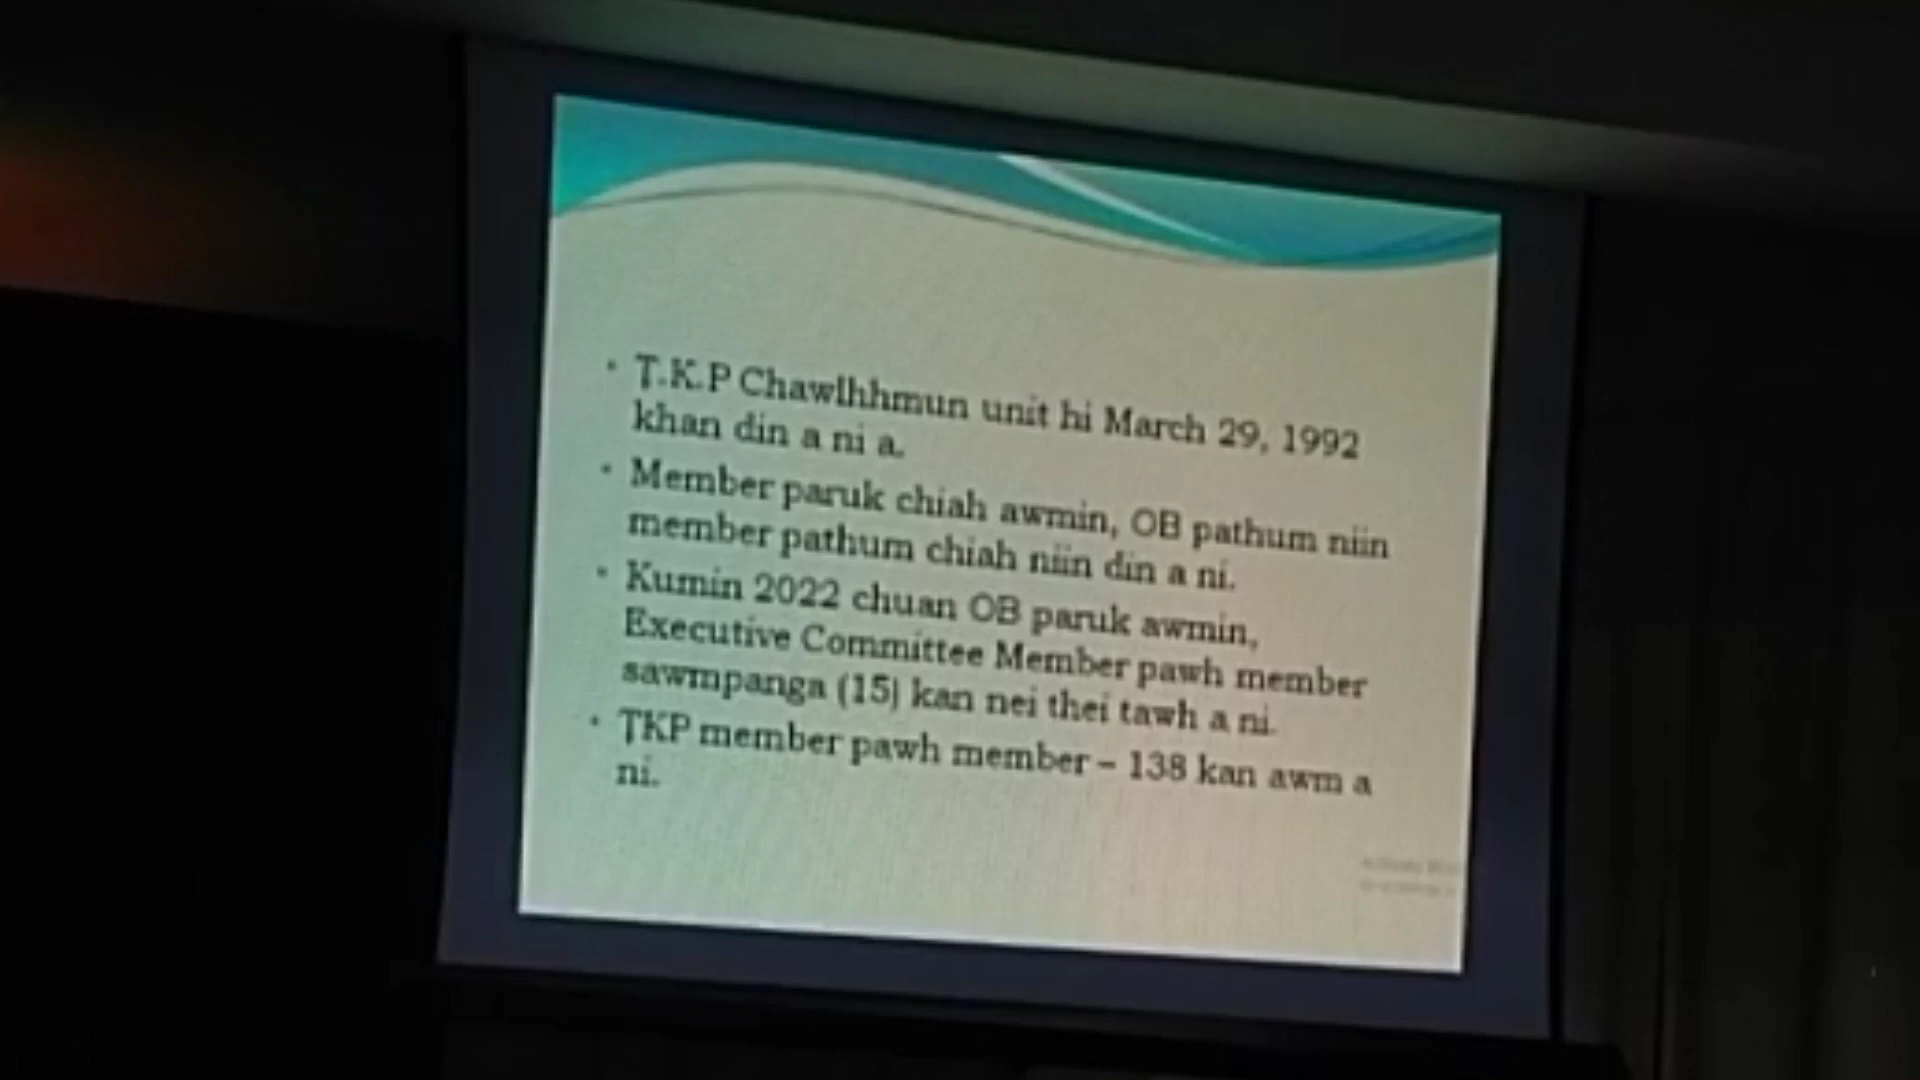 • Ṭ.K.P Chawlhhmun unit hi March 29, 1992
khan din a ni a.
• Member paruk chiah awmin, OB pathum niin
member pathum chiah niin din a ni.
• Kumin 2022 chuan OB paruk awmin,
Executive Committee Member pawh member
sawmpanga (15) kan nei thei tawh a ni.
• ṬKP member pawh member – 138 kan awm a
ni.